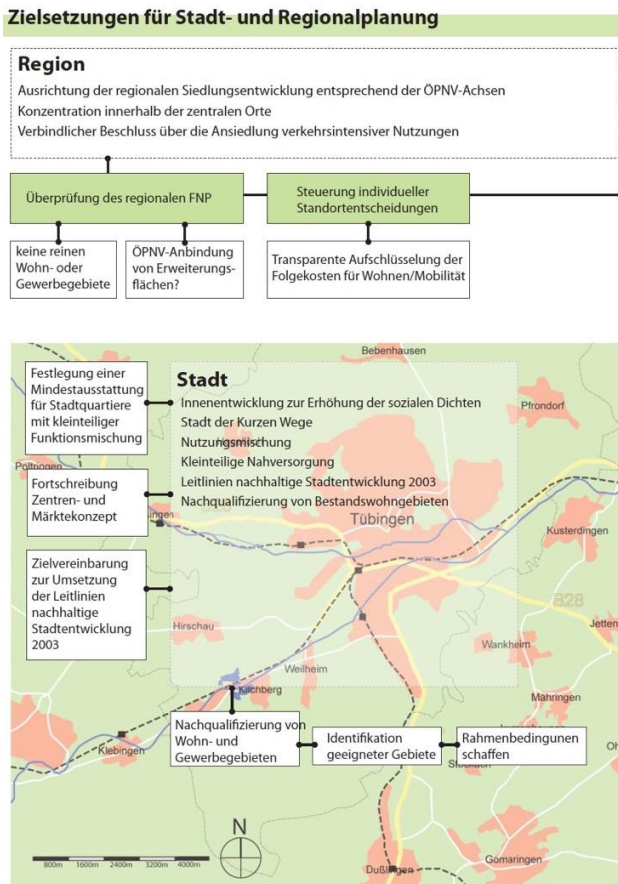 Zielsetzungen für Stadt- und Regionalplanung
Region
Ausrichtung der regionalen Siedlungsentwicklung entsprechend der ÖPNV-Achsen
Konzentration innerhalb der zentralen Orte
Verbindlicher Beschluss über die Ansiedlung verkehrsintensiver Nutzungen
Überprüfung des regionalen FNP
Steuerung individueller
Standortentscheidungen
keine reinen
Wohn- oder
Gewerbegebiete
ÖPNV-Anbindung
von Erweiterungs-
flächen?
Transparente Aufschlüsselung der
Folgekosten für Wohnen/Mobilität
Bebenhausen
Festlegung einer
Mindestausstattung
für Stadtquartiere
mit kleinteiliger
Funktionsmischung
Stadt
Innenentwicklung zur Erhöhung der sozialen Dichten
Stadt der Kurzen Wege
Nutzungsmischung
Kleinteilige Nahversorgung
Leitlinien nachhaltige Stadtentwicklung 2003
Nachqualifizierung von Bestandswohngebieten
Pfrondorf
Fortschreibung
Zentren- und
Märktekonzept
Tübingen
Kusterdingen
Zielvereinbarung
zur Umsetzung
der Leitlinien
nachhaltige
Stadtentwicklung
2003
B28
Hirschau
Jetten
Wankheim
Weilheim
Kilchberg
Mähringen
Nachqualifizierung von
Wohn- und
Gewerbegebieten
Identifikation
geeigneter Gebiete
Rahmenbedingunen
schaffen
Klebingen
N
800m 1600m 2400m 3200m 4000m
Dußlingen
Gomaringen